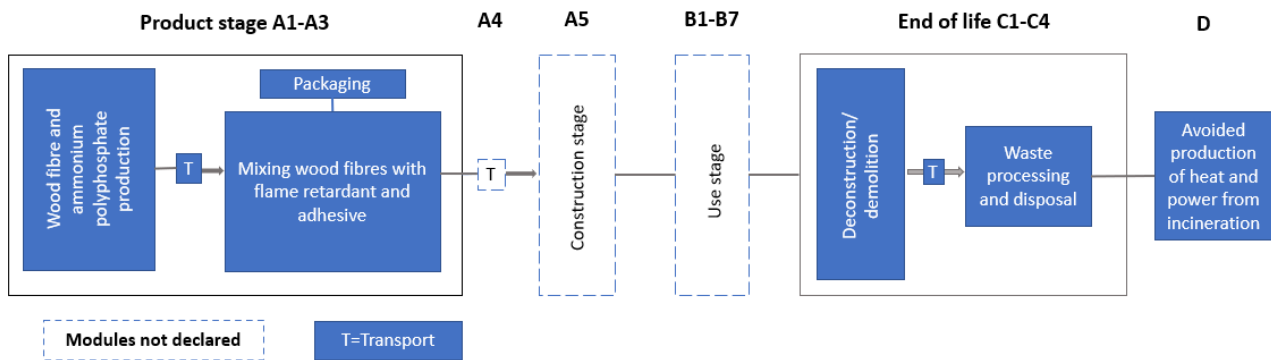 Product stage A1-A3
A4
A5
B1-B7
End of life C1-C4
D
Wood fibre and
ammonium
polyphosphate
production
T
Packaging
Mixing wood fibres with
flame retardant and
adhesive
T
Construction stage
Use stage
Deconstruction/
demolition
T
Waste
processing
and disposal
Avoided
production
of heat and
power from
incineration
Modules not declared
T=Transport